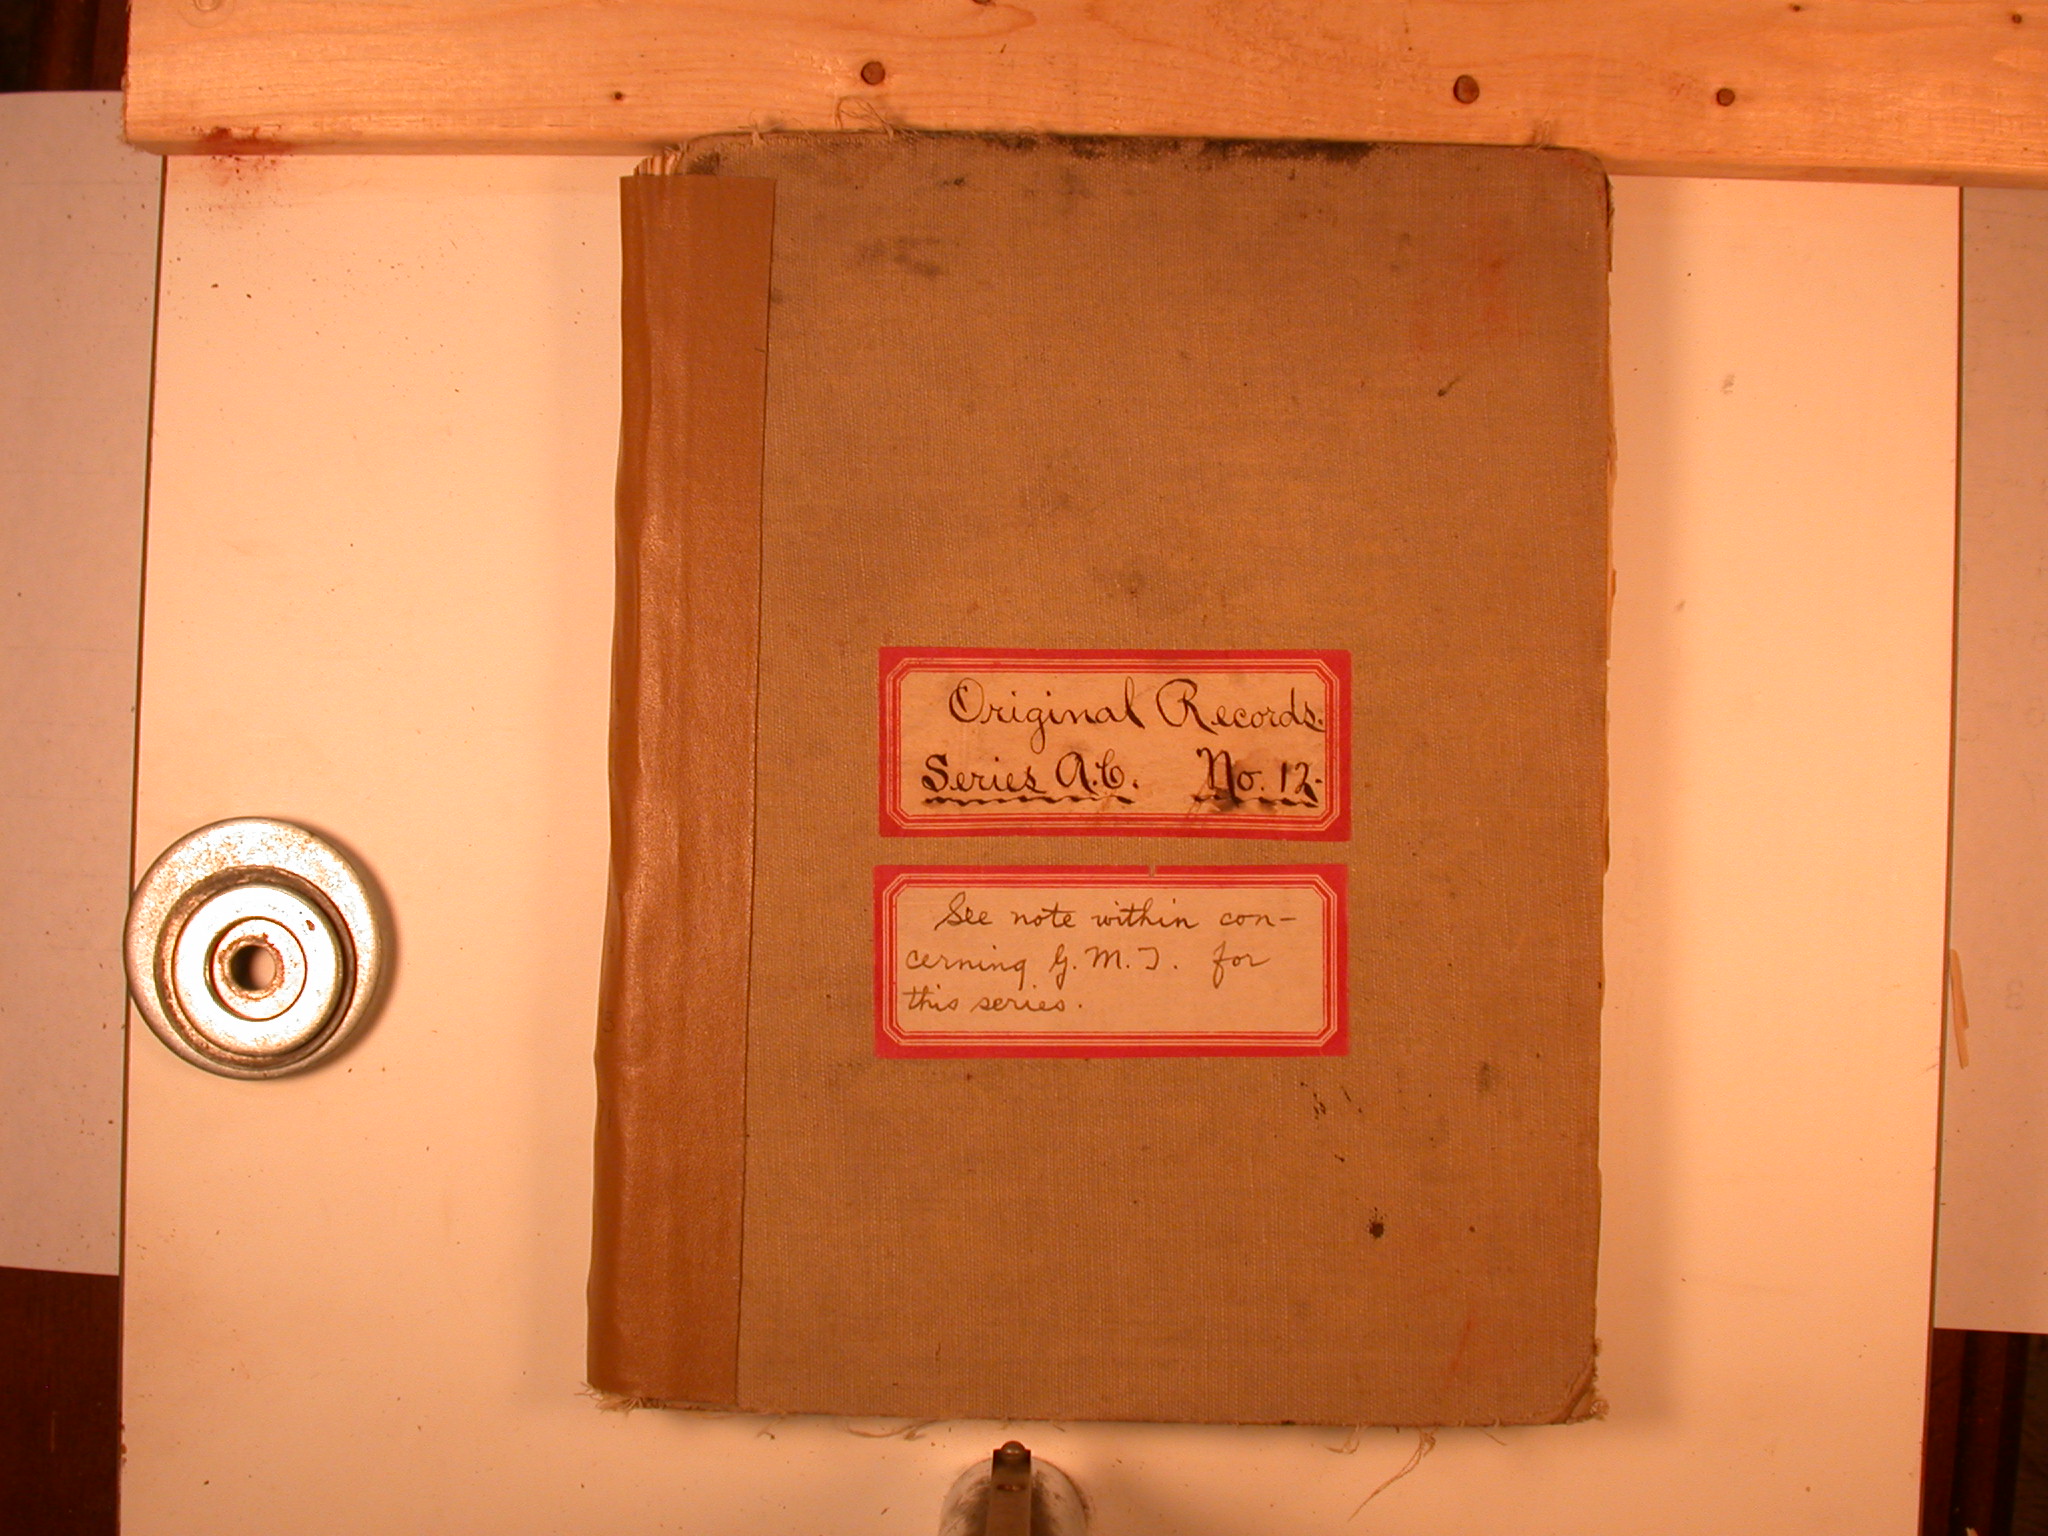 Original Records.
Series A.C. No. 12.
See note within con-
cerning G.M.T. for
this series.